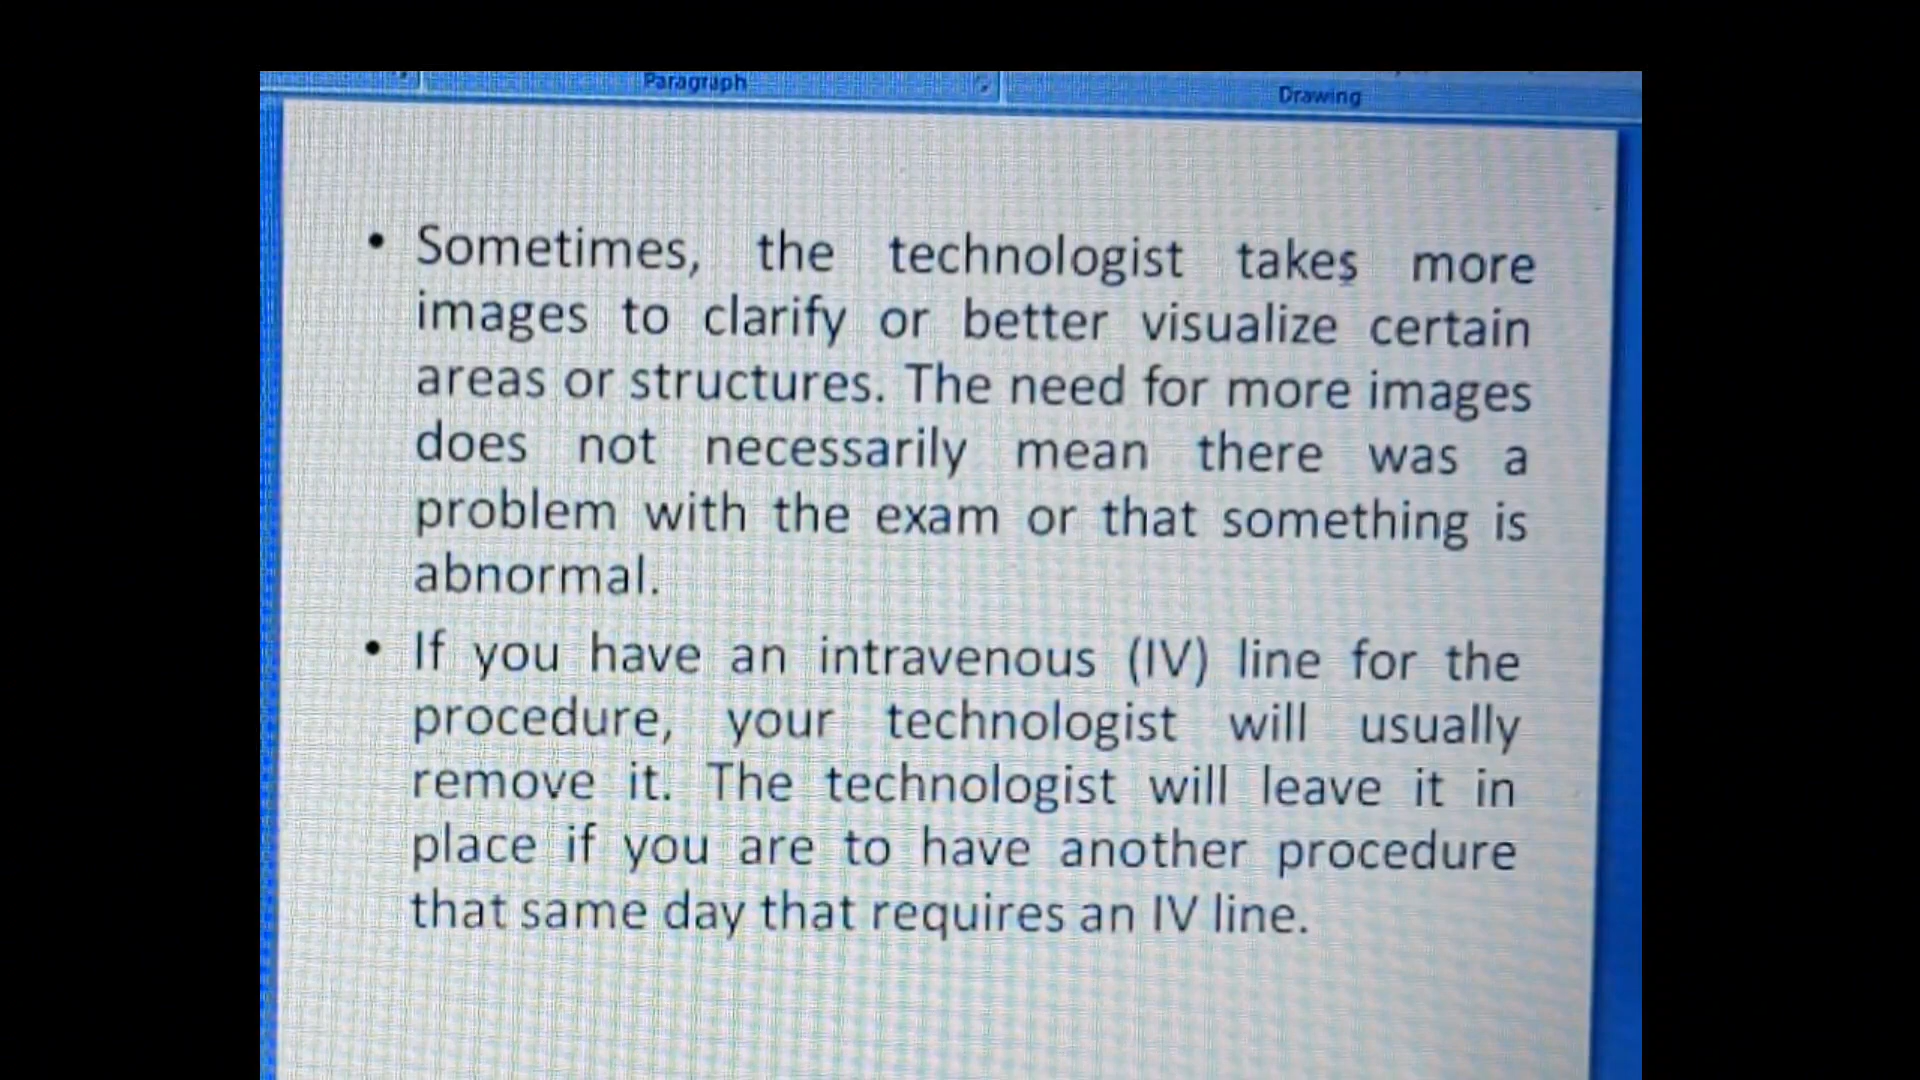 Paragraph
Drawing
• Sometimes, the technologist takes more
images to clarify or better visualize certain
areas or structures. The need for more images
does not necessarily mean there was a
problem with the exam or that something is
abnormal.
• If you have an intravenous (IV) line for the
procedure, your technologist will usually
remove it. The technologist will leave it in
place if you are to have another procedure
that same day that requires an IV line.